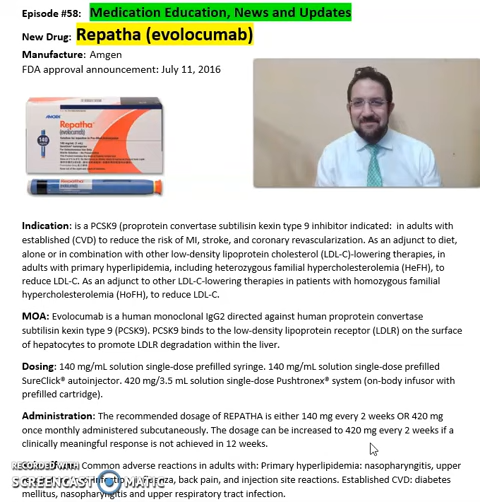 Episode #58: Medication Education, News and Updates
New Drug: Repatha (evolocumab)
Manufacture: Amgen
FDA approval announcement: July 11, 2016
AMGEN
Repatha
(evolocumab)
140
Indication: is a PCSK9 (proprotein convertase subtilisin kexin type 9 inhibitor indicated: in adults with
established (CVD) to reduce the risk of MI, stroke, and coronary revascularization. As an adjunct to diet,
alone or in combination with other low-density lipoprotein cholesterol (LDL-C)-lowering therapies, in
adults with primary hyperlipidemia, including heterozygous familial hypercholesterolemia (HeFH), to
reduce LDL-C. As an adjunct to other LDL-C-lowering therapies in patients with homozygous familial
hypercholesterolemia (HoFH), to reduce LDL-C.
MOA: Evolocumab is a human monoclonal IgG2 directed against human proprotein convertase
subtilisin kexin type 9 (PCSK9). PCSK9 binds to the low-density lipoprotein receptor (LDLR) on the surface
of hepatocytes to promote LDLR degradation within the liver.
Dosing: 140 mg/mL solution single-dose prefilled syringe. 140 mg/mL solution single-dose prefilled
SureClick® autoinjector. 420 mg/3.5 mL solution single-dose Pushtronex® system (on-body infusor with
prefilled cartridge).
Administration: The recommended dosage of REPATHA is either 140 mg every 2 weeks OR 420 mg
once monthly administered subcutaneously. The dosage can be increased to 420 mg every 2 weeks if a
clinically meaningful response is not achieved in 12 weeks.
RECORDED WITH
Common adverse reactions in adults with: Primary hyperlipidemia: nasopharyngitis, upper
SCREENCAST MATIC
back pain, and injection site reactions. Established CVD: diabetes
mellitus, nasopharyngitis and upper respiratory tract infection.